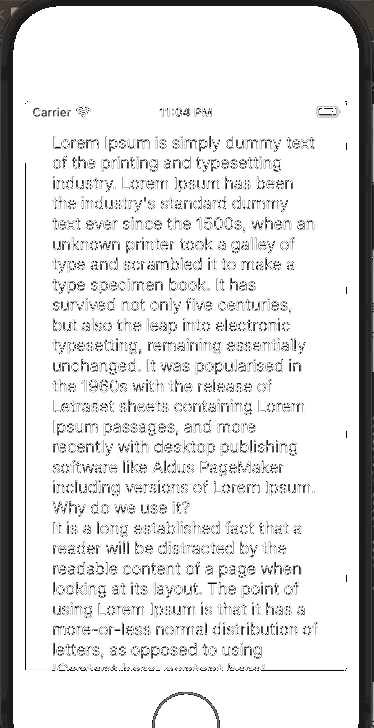 Carrier 11:04 PM
Lorem Ipsum is simply dummy text
of the printing and typesetting
industry. Lorem Ipsum has been
the industry's standard dummy
text ever since the 1500s, when an
unknown printer took a galley of
type and scrambled it to make a
type specimen book. It has
survived not only five centuries,
but also the leap into electronic
typesetting, remaining essentially
unchanged. It was popularised in
the 1960s with the release of
Letraset sheets containing Lorem
Ipsum passages, and more
recently with desktop publishing
software like Aldus PageMaker
including versions of Lorem Ipsum.
Why do we use it?
It is a long established fact that a
reader will be distracted by the
readable content of a page when
looking at its layout. The point of
using Lorem Ipsum is that it has a
more-or-less normal distribution of
letters, as opposed to using